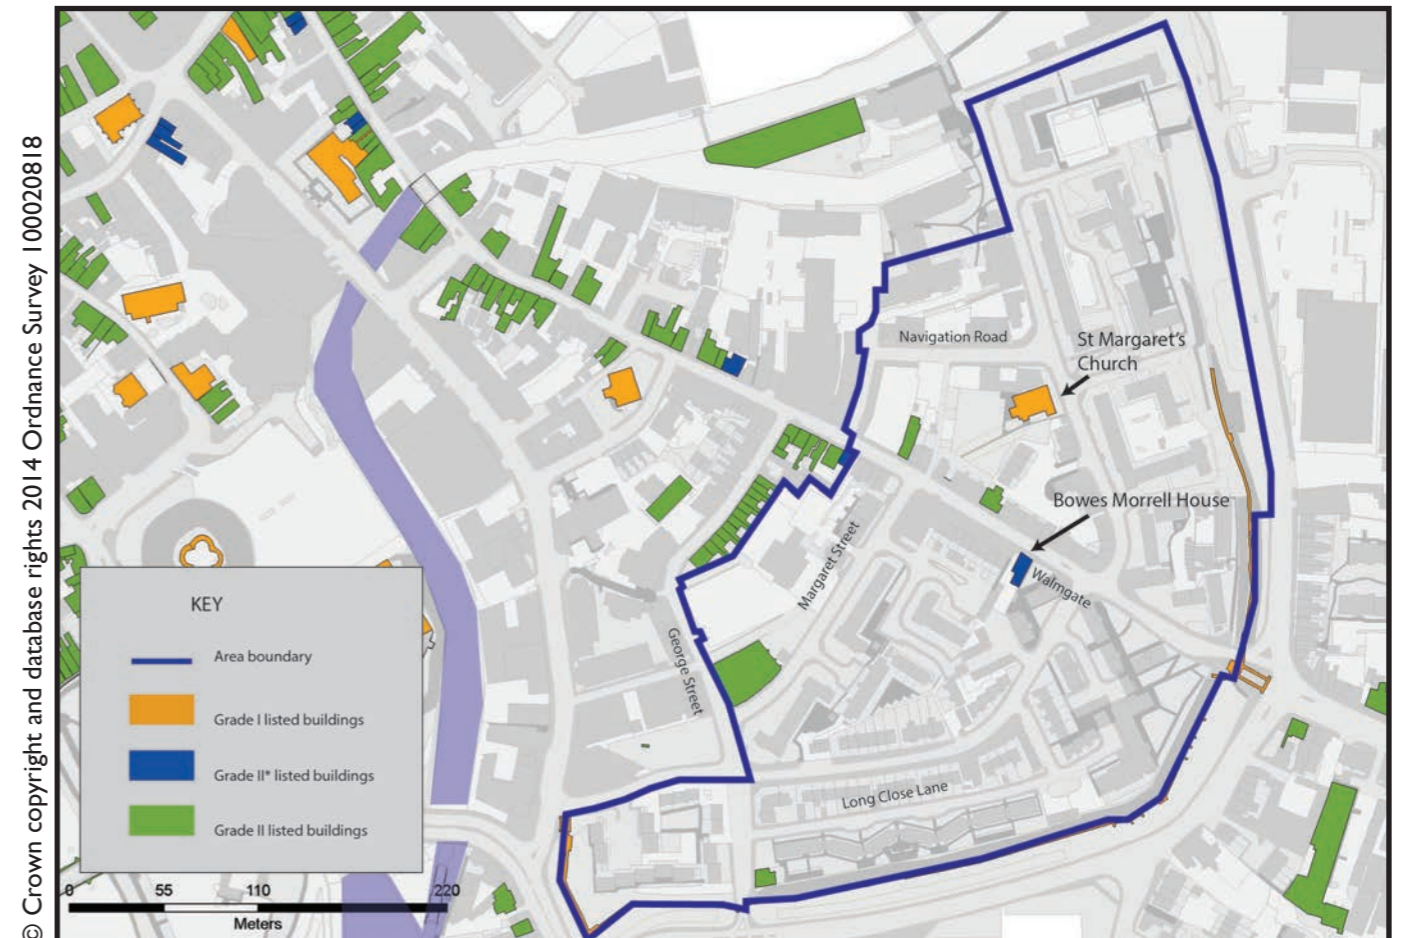 © Crown copyright and database rights 2014 Ordnance Survey 100020818
Navigation Road
St Margaret's
Church
Bowes Morrell House
Margaret Street
Walmgate
George Street
Long Close Lane
KEY
Area boundary
Grade I listed buildings
Grade II* listed buildings
Grade II listed buildings
0 55 110 220
Meters